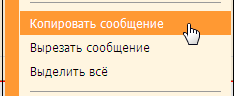 Копировать сообщение
Вырезать сообщение
Выделить всё